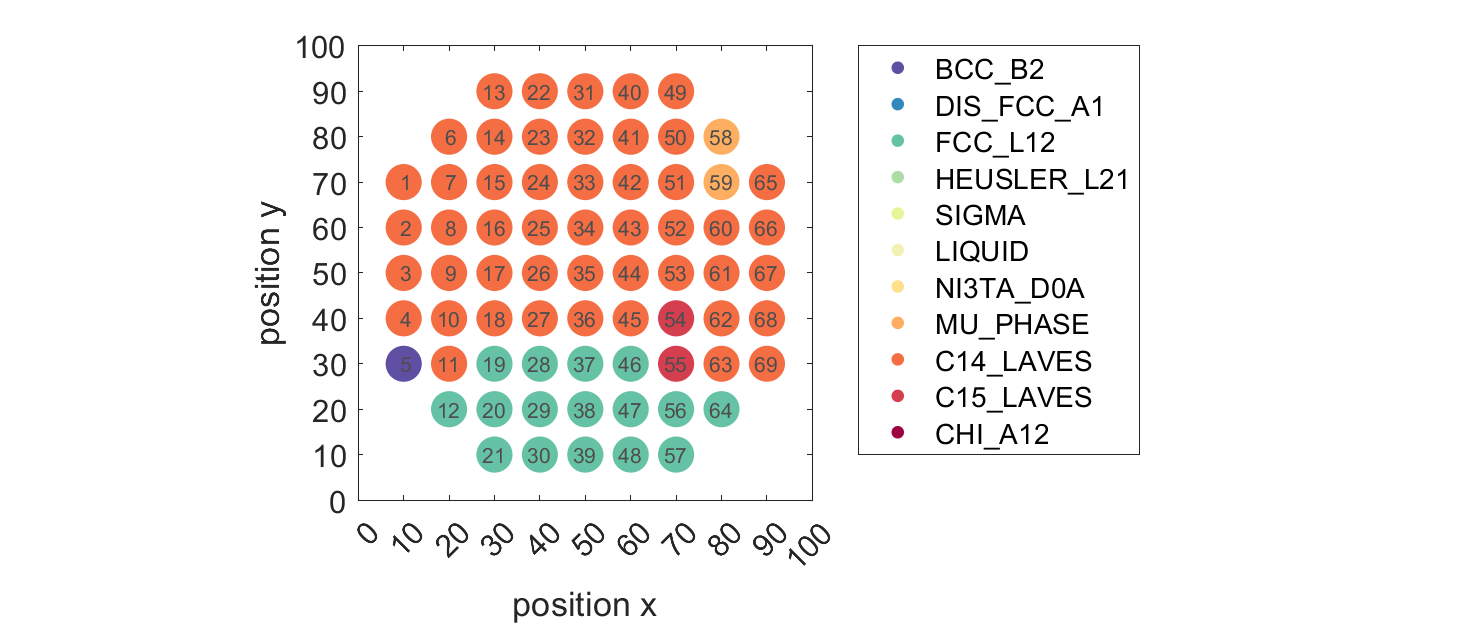 100
90
80
70
60
50
40
30
20
10
0
position y
13 22 31 40 49
6 14 23 32 41 50 58
1 7 15 24 33 42 51 59 65
2 8 16 25 34 43 52 60 66
3 9 17 26 35 44 53 61 67
4 10 18 27 36 45 54 62 68
5 11 19 28 37 46 55 63 69
12 20 29 38 47 56 64
21 30 39 48 57
0 10 20 30 40 50 60 70 80 90 100
position x
BCC_B2
DIS_FCC_A1
FCC_L12
HEUSLER_L21
SIGMA
LIQUID
NI3TA_D0A
MU_PHASE
C14_LAVES
C15_LAVES
CHI_A12